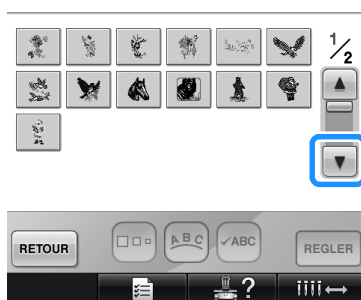 1/2
RETOUR
ABC
✓ABC
REGLER
?